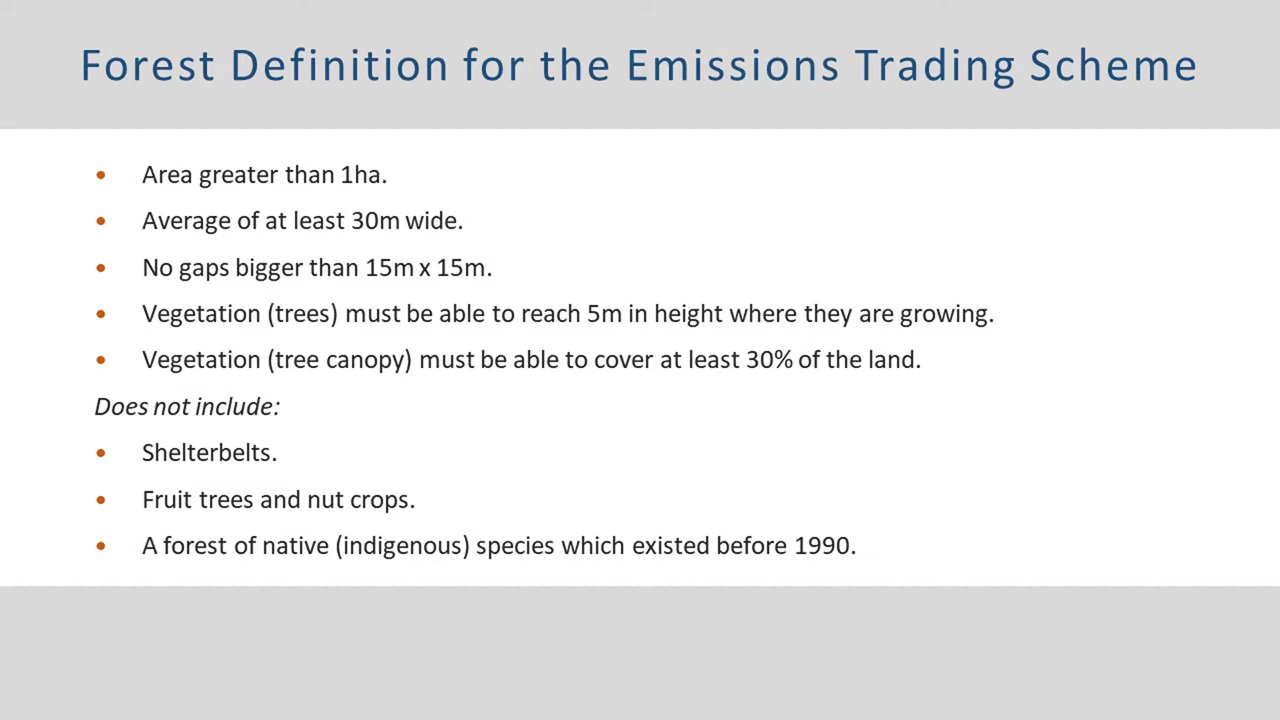 Forest Definition for the Emissions Trading Scheme
• Area greater than 1ha.
• Average of at least 30m wide.
• No gaps bigger than 15m x 15m.
• Vegetation (trees) must be able to reach 5m in height where they are growing.
• Vegetation (tree canopy) must be able to cover at least 30% of the land.
Does not include:
• Shelterbelts.
• Fruit trees and nut crops.
• A forest of native (indigenous) species which existed before 1990.